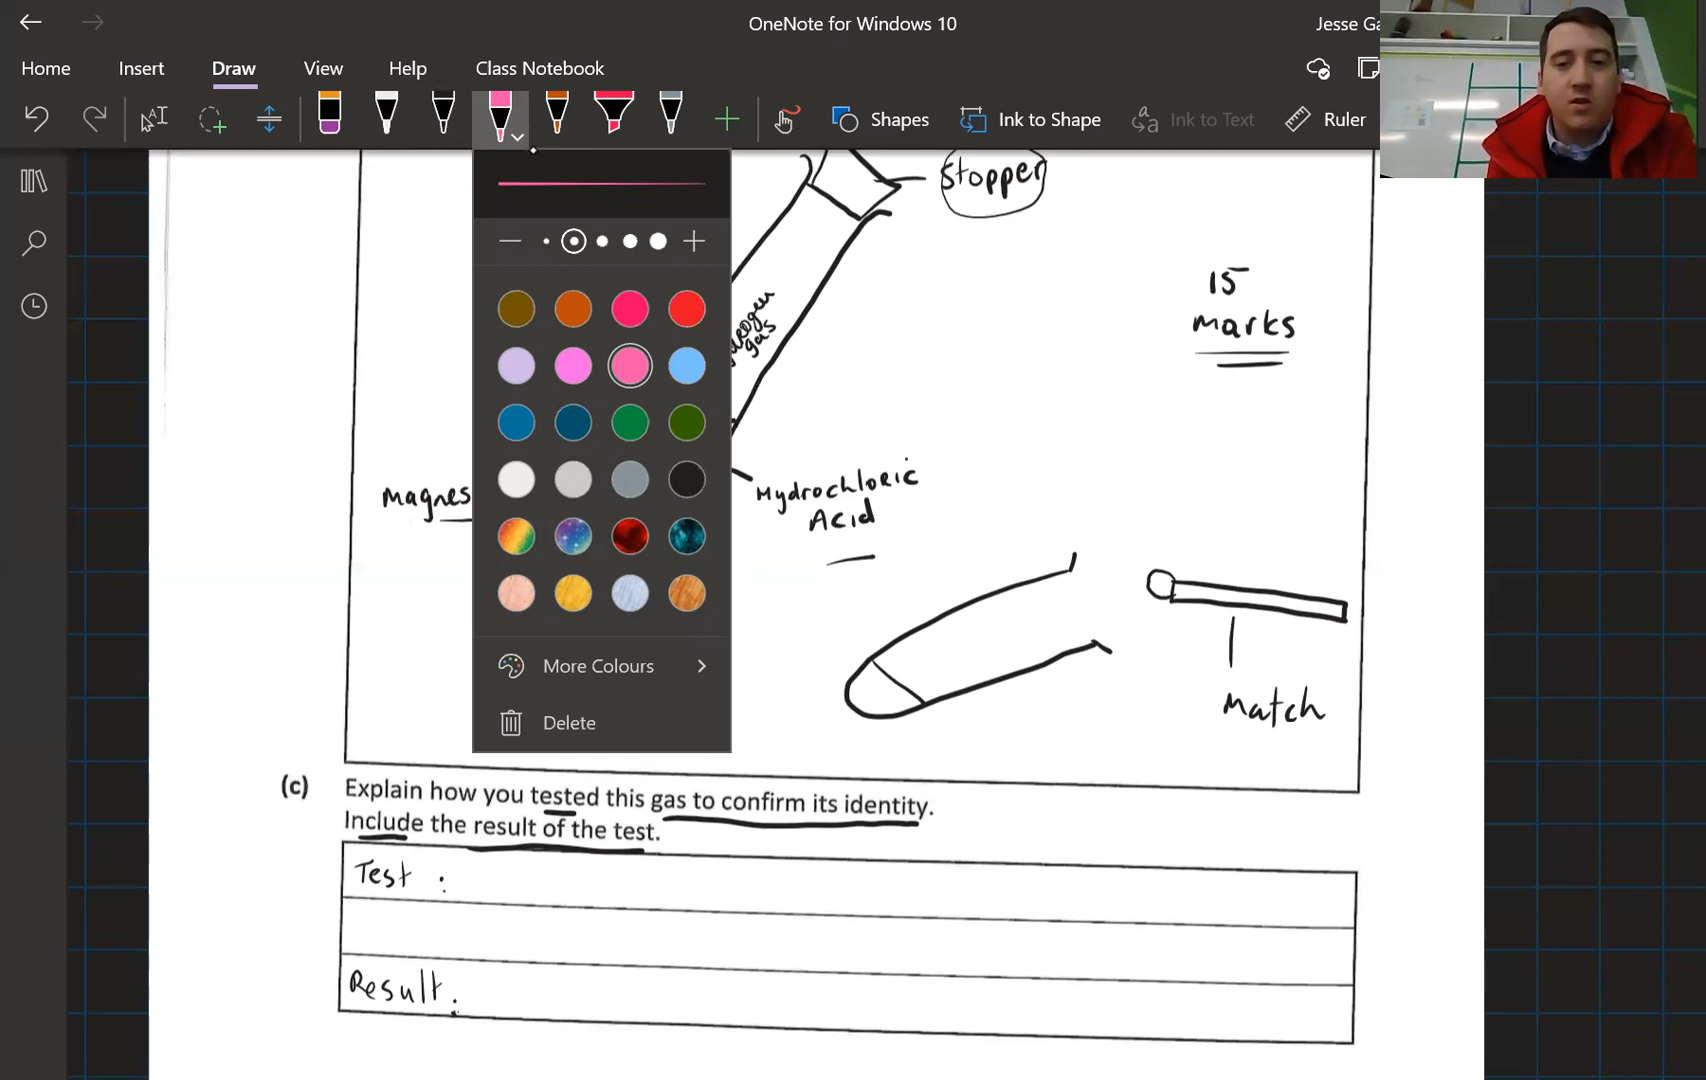 OneNote for Windows 10
Jesse Ga
Home Insert Draw View Help Class Notebook
Shapes Ink to Shape Ink to Text Ruler
Stopper
15
marks
gas
Magnes
Hydrochloric
Acid
Match
More Colours
Delete
(c) Explain how you tested this gas to confirm its identity.
Include the result of the test.
Test :
Result :